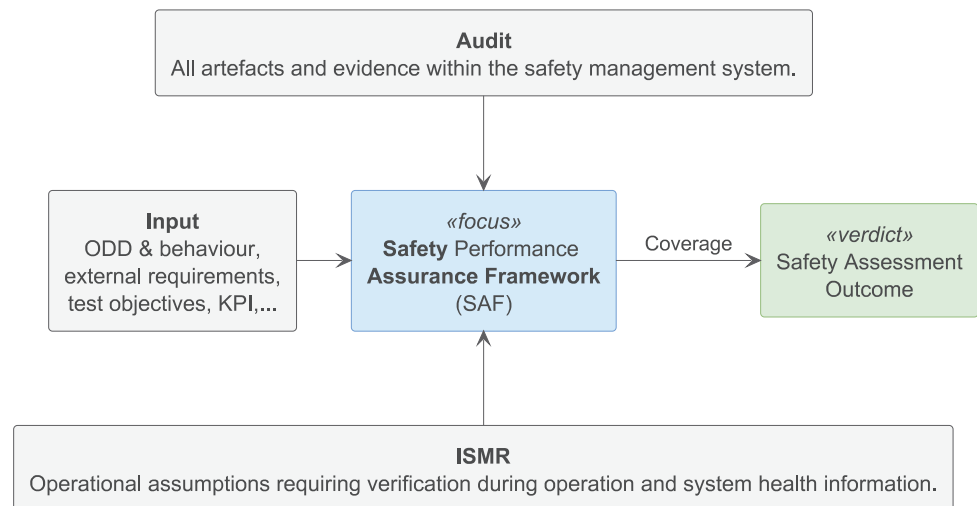 Audit
All artefacts and evidence within the safety management system.
Input
ODD & behaviour,
external requirements,
test objectives, KPI,...
«focus»
Safety Performance
Assurance Framework
(SAF)
Coverage
«verdict»
Safety Assessment
Outcome
ISMR
Operational assumptions requiring verification during operation and system health information.